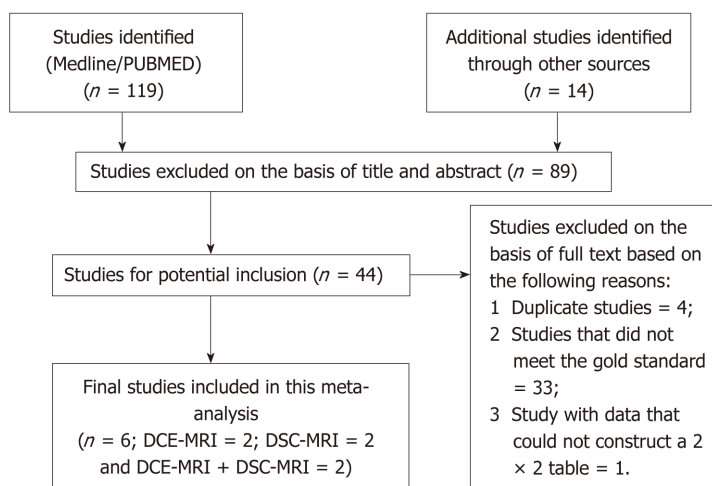 Studies identified
(Medline/PUBMED)
(n = 119)
Additional studies identified
through other sources
(n = 14)
Studies excluded on the basis of title and abstract (n = 89)
Studies for potential inclusion (n = 44)
Studies excluded on the
basis of full text based on
the following reasons:
1 Duplicate studies = 4;
2 Studies that did not
meet the gold standard
= 33;
3 Study with data that
could not construct a 2
× 2 table = 1.
Final studies included in this meta-
analysis
(n = 6; DCE-MRI = 2; DSC-MRI = 2
and DCE-MRI + DSC-MRI = 2)